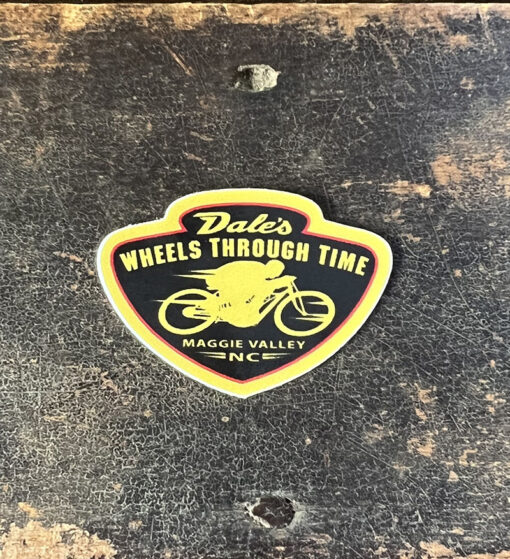 Dale's
WHEELS THROUGH TIME
MAGGIE VALLEY
NC